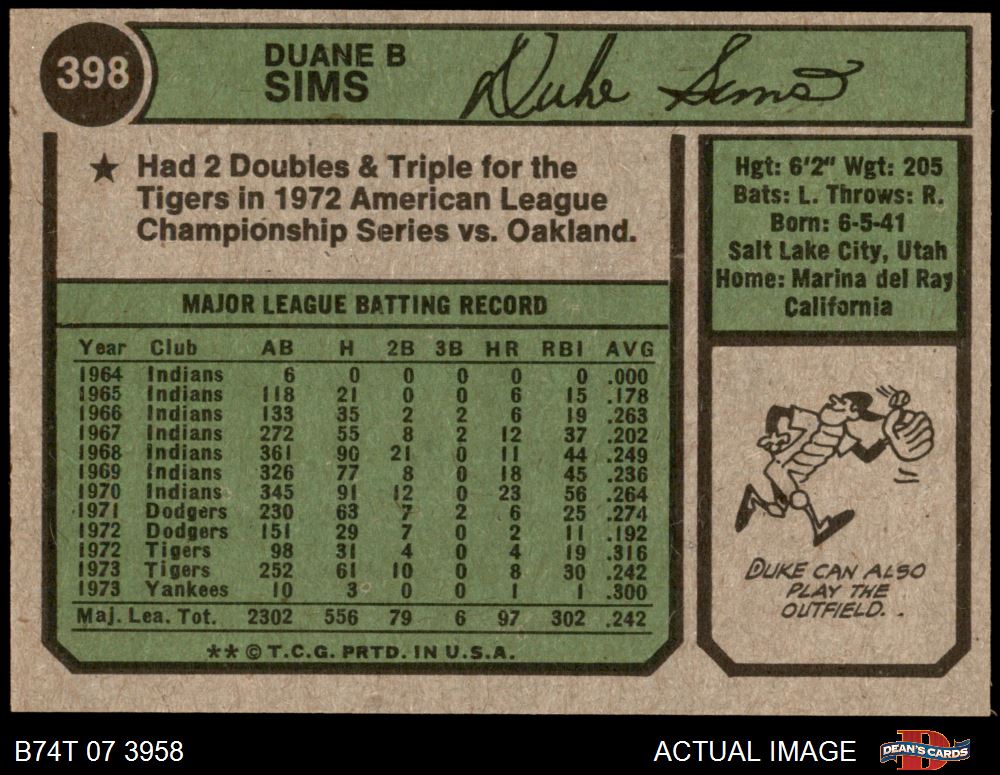 398
DUANE B
SIMS
Duke Sims
★ Had 2 Doubles & Triple for the
Tigers in 1972 American League
Championship Series vs. Oakland.
Hgt: 6'2" Wgt: 205
Bats: L. Throws: R.
Born: 6-5-41
Salt Lake City, Utah
Home: Marina del Ray
California
MAJOR LEAGUE BATTING RECORD
Year Club AB H 2B 3B HR RBI AVG
1964 Indians 6 0 0 0 0 0 .000
1965 Indians 118 21 0 0 6 15 .178
1966 Indians 133 35 2 2 6 19 .263
1967 Indians 272 55 8 2 12 37 .202
1968 Indians 361 90 21 0 11 44 .249
1969 Indians 326 77 8 0 18 45 .236
1970 Indians 345 91 12 0 23 56 .264
1971 Dodgers 230 63 7 2 6 25 .274
1972 Dodgers 151 29 7 0 2 11 .192
1972 Tigers 98 31 4 0 4 19 .316
1973 Tigers 252 61 10 0 8 30 .242
1973 Yankees 10 3 0 0 1 1 .300
Maj. Lea. Tot. 2302 556 79 6 97 302 .242
** © T.C.G. PRTD. IN U.S.A.
DUKE CAN ALSO
PLAY THE
OUTFIELD. .
B74T 07 3958
ACTUAL IMAGE
D
DEAN'S CARDS